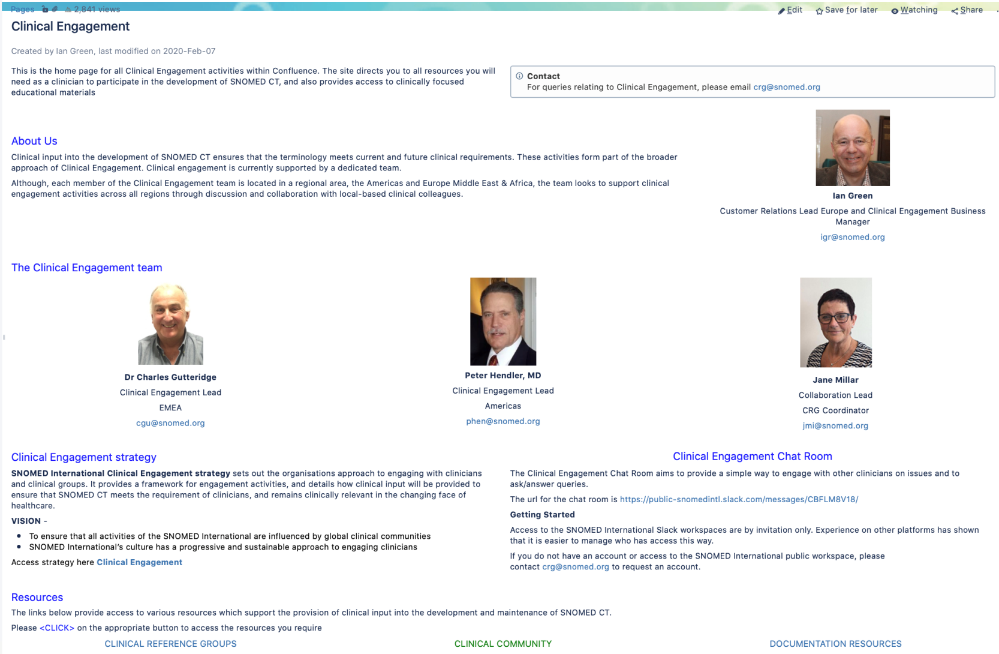 Pages 2,841 views
Edit Save for later Watching Share
Clinical Engagement
Created by Ian Green, last modified on 2020-Feb-07
This is the home page for all Clinical Engagement activities within Confluence. The site directs you to all resources you will
need as a clinician to participate in the development of SNOMED CT, and also provides access to clinically focused
educational materials
Contact
For queries relating to Clinical Engagement, please email crg@snomed.org
About Us
Clinical input into the development of SNOMED CT ensures that the terminology meets current and future clinical requirements. These activities form part of the broader
approach of Clinical Engagement. Clinical engagement is currently supported by a dedicated team.
Although, each member of the Clinical Engagement team is located in a regional area, the Americas and Europe Middle East & Africa, the team looks to support clinical
engagement activities across all regions through discussion and collaboration with local-based clinical colleagues.
Ian Green
Customer Relations Lead Europe and Clinical Engagement Business
Manager
igr@snomed.org
The Clinical Engagement team
Dr Charles Gutteridge
Clinical Engagement Lead
EMEA
cgu@snomed.org
Peter Hendler, MD
Clinical Engagement Lead
Americas
phen@snomed.org
Jane Millar
Collaboration Lead
CRG Coordinator
jmi@snomed.org
Clinical Engagement strategy
SNOMED International Clinical Engagement strategy sets out the organisations approach to engaging with clinicians
and clinical groups. It provides a framework for engagement activities, and details how clinical input will be provided to
ensure that SNOMED CT meets the requirement of clinicians, and remains clinically relevant in the changing face of
healthcare.
VISION -
• To ensure that all activities of the SNOMED International are influenced by global clinical communities
• SNOMED International's culture has a progressive and sustainable approach to engaging clinicians
Access strategy here Clinical Engagement
Clinical Engagement Chat Room
The Clinical Engagement Chat Room aims to provide a simple way to engage with other clinicians on issues and to
ask/answer queries.
The url for the chat room is https://public-snomedintl.slack.com/messages/CBFLM8V18/
Getting Started
Access to the SNOMED International Slack workspaces are by invitation only. Experience on other platforms has shown
that it is easier to manage who has access this way.
If you do not have an account or access to the SNOMED International public workspace, please
contact crg@snomed.org to request an account.
Resources
The links below provide access to various resources which support the provision of clinical input into the development and maintenance of SNOMED CT.
Please <CLICK> on the appropriate button to access the resources you require
CLINICAL REFERENCE GROUPS
CLINICAL COMMUNITY
DOCUMENTATION RESOURCES